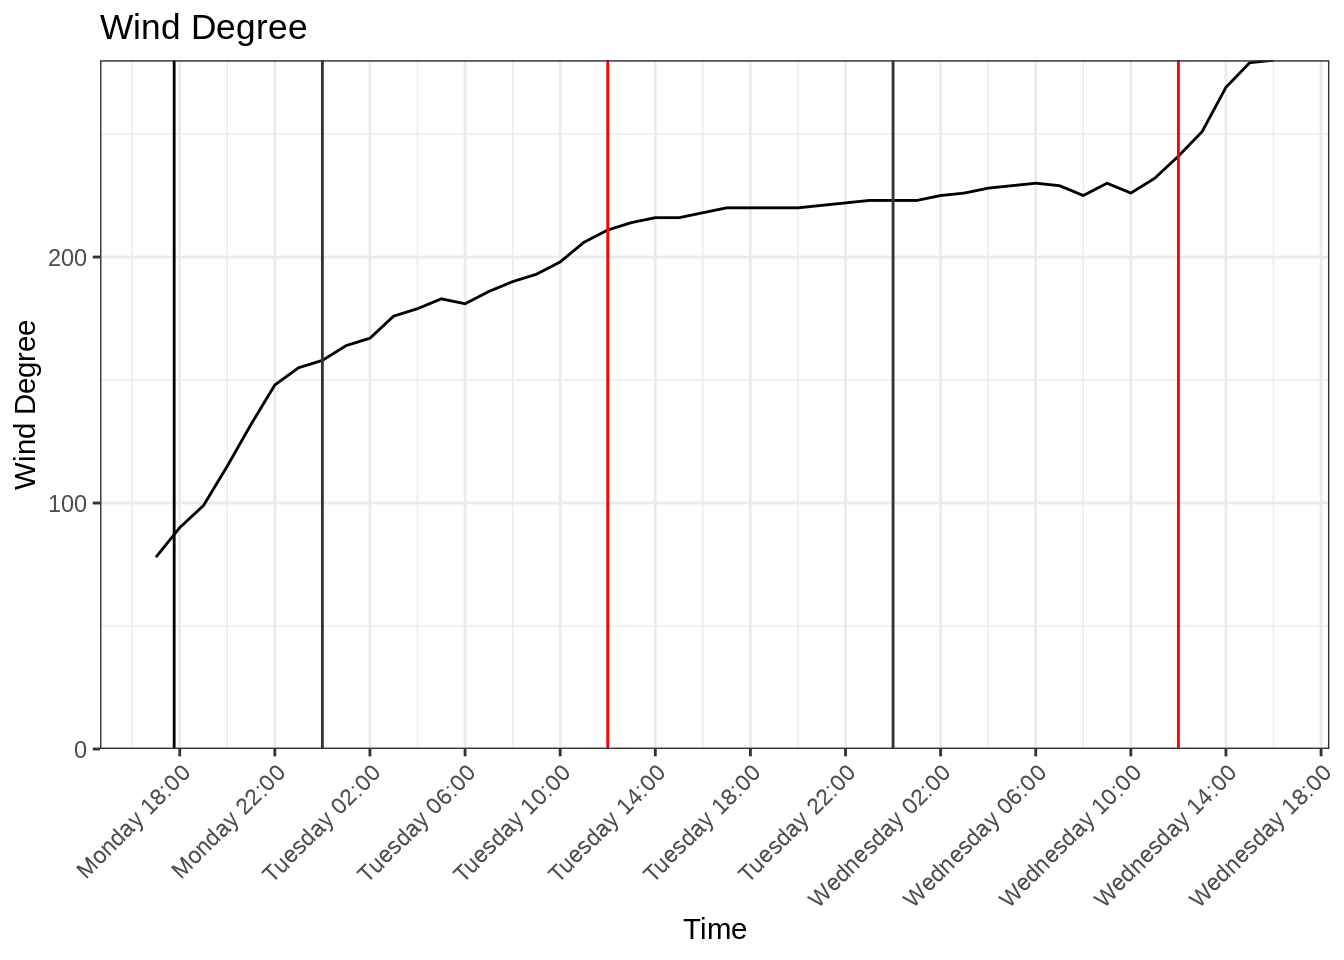 Wind Degree
Wind Degree
200
100
0
Monday 18:00
Monday 22:00
Tuesday 02:00
Tuesday 06:00
Tuesday 10:00
Tuesday 14:00
Tuesday 18:00
Tuesday 22:00
Wednesday 02:00
Wednesday 06:00
Wednesday 10:00
Wednesday 14:00
Wednesday 18:00
Time